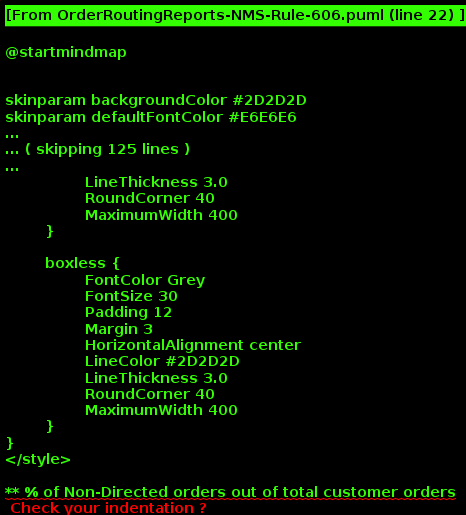 [From OrderRoutingReports-NMS-Rule-606.puml (line 22) ]
@startmindmap
skinparam backgroundColor #2D2D2D
skinparam defaultFontColor #E6E6E6
...
... ( skipping 125 lines )
...
LineThickness 3.0
RoundCorner 40
MaximumWidth 400
}
boxless {
FontColor Grey
FontSize 30
Padding 12
Margin 3
HorizontalAlignment center
LineColor #2D2D2D
LineThickness 3.0
RoundCorner 40
MaximumWidth 400
}
}
</style>
** % of Non-Directed orders out of total customer orders
Check your indentation ?